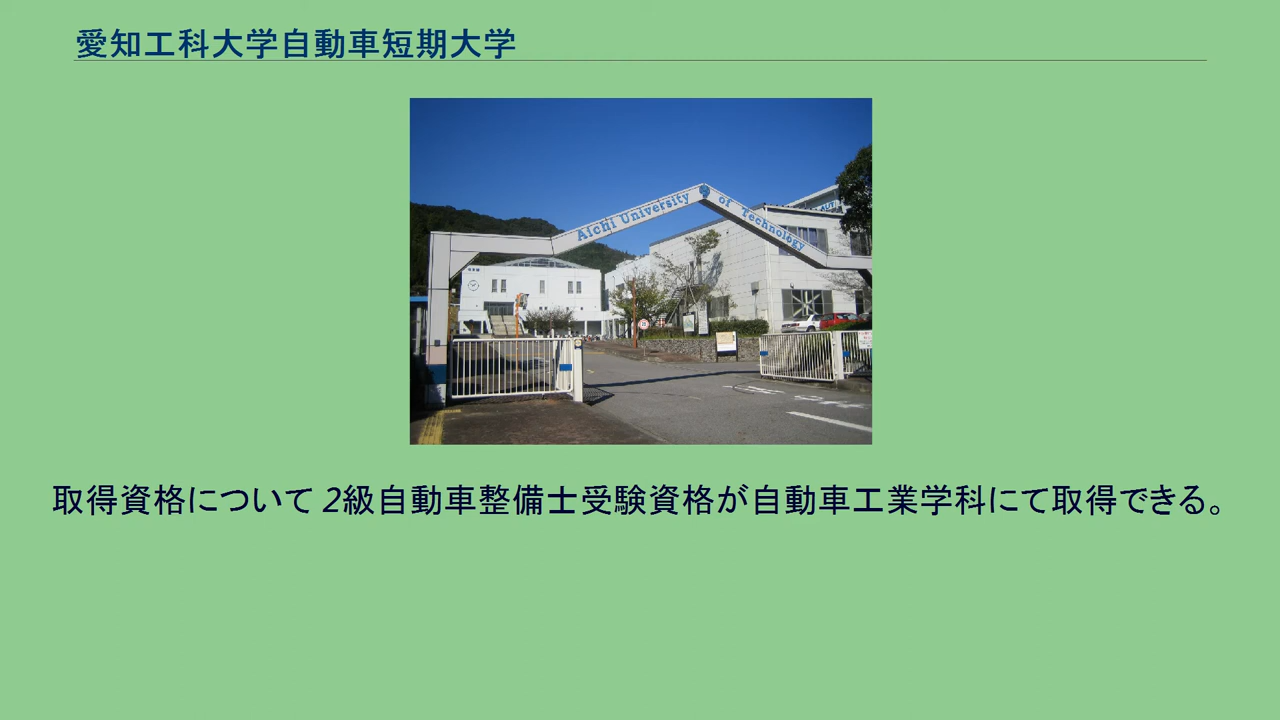 愛知工科大学自動車短期大学
Aichi University of Technology
取得資格について 2級自動車整備士受験資格が自動車工業学科にて取得できる。